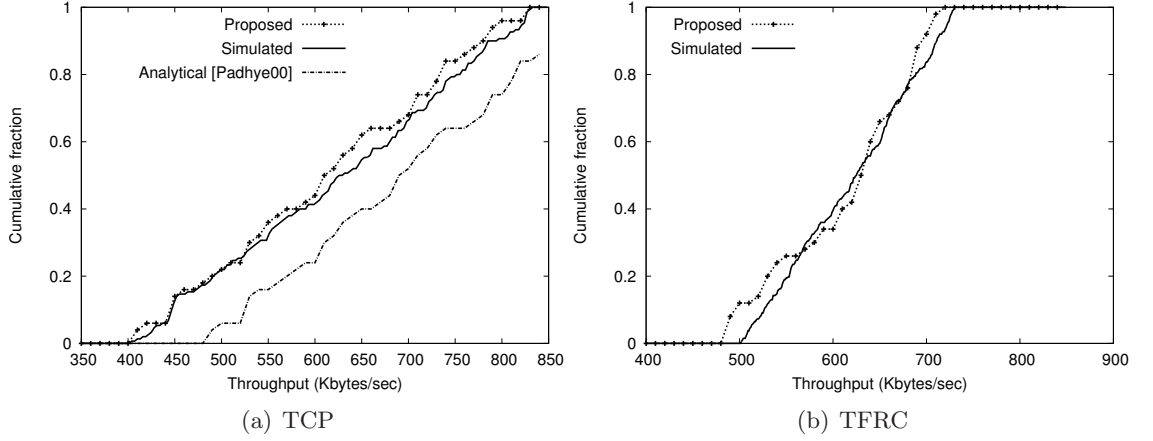 Proposed
Simulated
Analytical [Padhye00]
Cumulative fraction
1
0.8
0.6
0.4
0.2
0
350 400 450 500 550 600 650 700 750 800 850
Throughput (Kbytes/sec)
(a) TCP
Proposed
Simulated
Cumulative fraction
1
0.8
0.6
0.4
0.2
0
400 500 600 700 800 900
Throughput (Kbytes/sec)
(b) TFRC